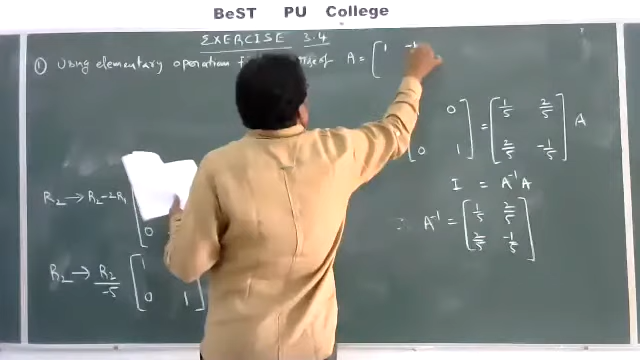 BeST PU College
EXERCISE 3.4
① Using elementary operation of A = [ 1 -1
0 = [ 1/5 2/5 ] A
0 1 2/5 -1/5
I = A⁻¹A
∴ A⁻¹ = [ 1/5 2/5
2/5 -1/5 ]
R₂ → R₂-2R₁ [
0
R₂ → R₂/-5 [ 1
0 1 ]